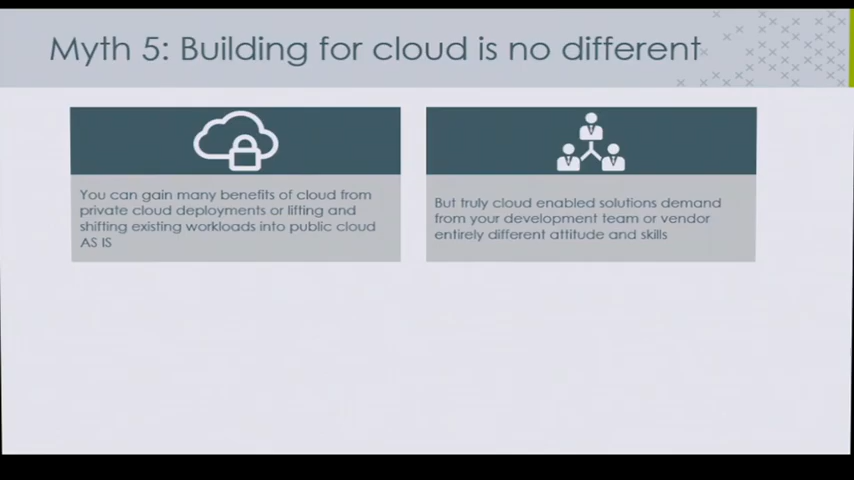 Myth 5: Building for cloud is no different
You can gain many benefits of cloud from
private cloud deployments or lifting and
shifting existing workloads into public cloud
AS IS
But truly cloud enabled solutions demand
from your development team or vendor
entirely different attitude and skills